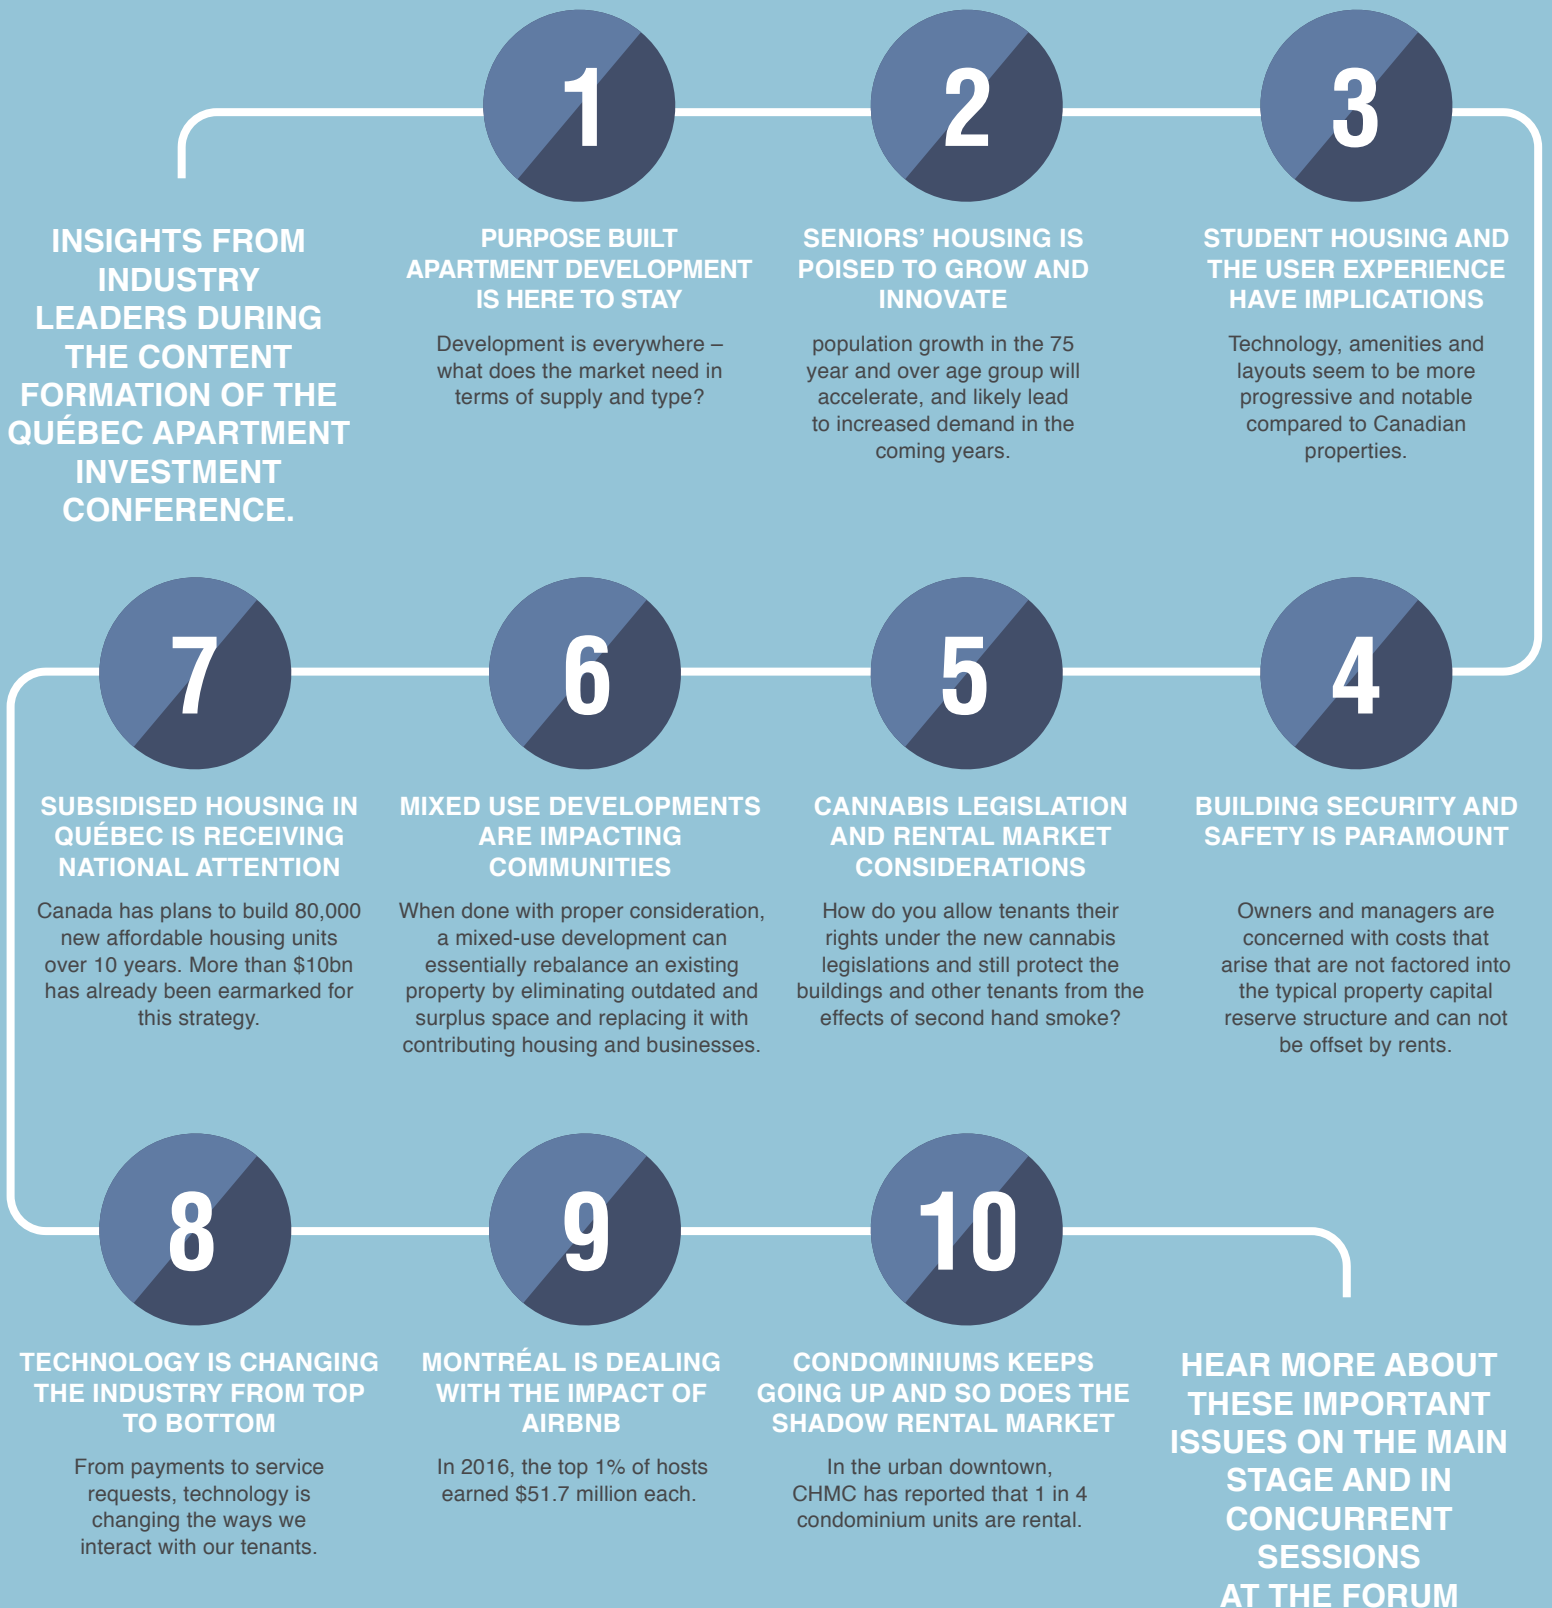 INSIGHTS FROM
INDUSTRY
LEADERS DURING
THE CONTENT
FORMATION OF THE
QUÉBEC APARTMENT
INVESTMENT
CONFERENCE.
1
PURPOSE BUILT
APARTMENT DEVELOPMENT
IS HERE TO STAY
Development is everywhere –
what does the market need in
terms of supply and type?
2
SENIORS’ HOUSING IS
POISED TO GROW AND
INNOVATE
population growth in the 75
year and over age group will
accelerate, and likely lead
to increased demand in the
coming years.
3
STUDENT HOUSING AND
THE USER EXPERIENCE
HAVE IMPLICATIONS
Technology, amenities and
layouts seem to be more
progressive and notable
compared to Canadian
properties.
4
BUILDING SECURITY AND
SAFETY IS PARAMOUNT
Owners and managers are
concerned with costs that
arise that are not factored into
the typical property capital
reserve structure and can not
be offset by rents.
5
CANNABIS LEGISLATION
AND RENTAL MARKET
CONSIDERATIONS
How do you allow tenants their
rights under the new cannabis
legislations and still protect the
buildings and other tenants from the
effects of second hand smoke?
6
MIXED USE DEVELOPMENTS
ARE IMPACTING
COMMUNITIES
When done with proper consideration,
a mixed-use development can
essentially rebalance an existing
property by eliminating outdated and
surplus space and replacing it with
contributing housing and businesses.
7
SUBSIDISED HOUSING IN
QUÉBEC IS RECEIVING
NATIONAL ATTENTION
Canada has plans to build 80,000
new affordable housing units
over 10 years. More than $10bn
has already been earmarked for
this strategy.
8
TECHNOLOGY IS CHANGING
THE INDUSTRY FROM TOP
TO BOTTOM
From payments to service
requests, technology is
changing the ways we
interact with our tenants.
9
MONTRÉAL IS DEALING
WITH THE IMPACT OF
AIRBNB
In 2016, the top 1% of hosts
earned $51.7 million each.
10
CONDOMINIUMS KEEPS
GOING UP AND SO DOES THE
SHADOW RENTAL MARKET
In the urban downtown,
CHMC has reported that 1 in 4
condominium units are rental.
HEAR MORE ABOUT
THESE IMPORTANT
ISSUES ON THE MAIN
STAGE AND IN
CONCURRENT
SESSIONS
AT THE FORUM